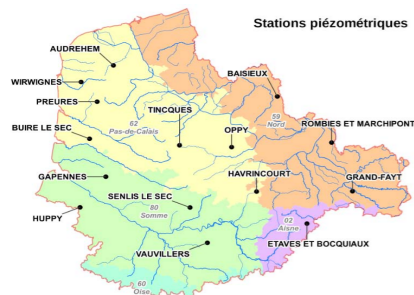 Stations piézométriques
AUDREHEM
BAISIEUX
WIRWIGNES
PREURES
TINCQUES
59
Nord
ROMBIES ET MARCHIPONT
62
Pas-de-Calais
OPPY
BUIRE LE SEC
HAVRINCOURT
GRAND-FAYT
GAPENNES
SENLIS LE SEC
80
Somme
02
Aisne
HUPPY
ETAVES ET BOCQUIAUX
VAUVILLERS
60
Oise